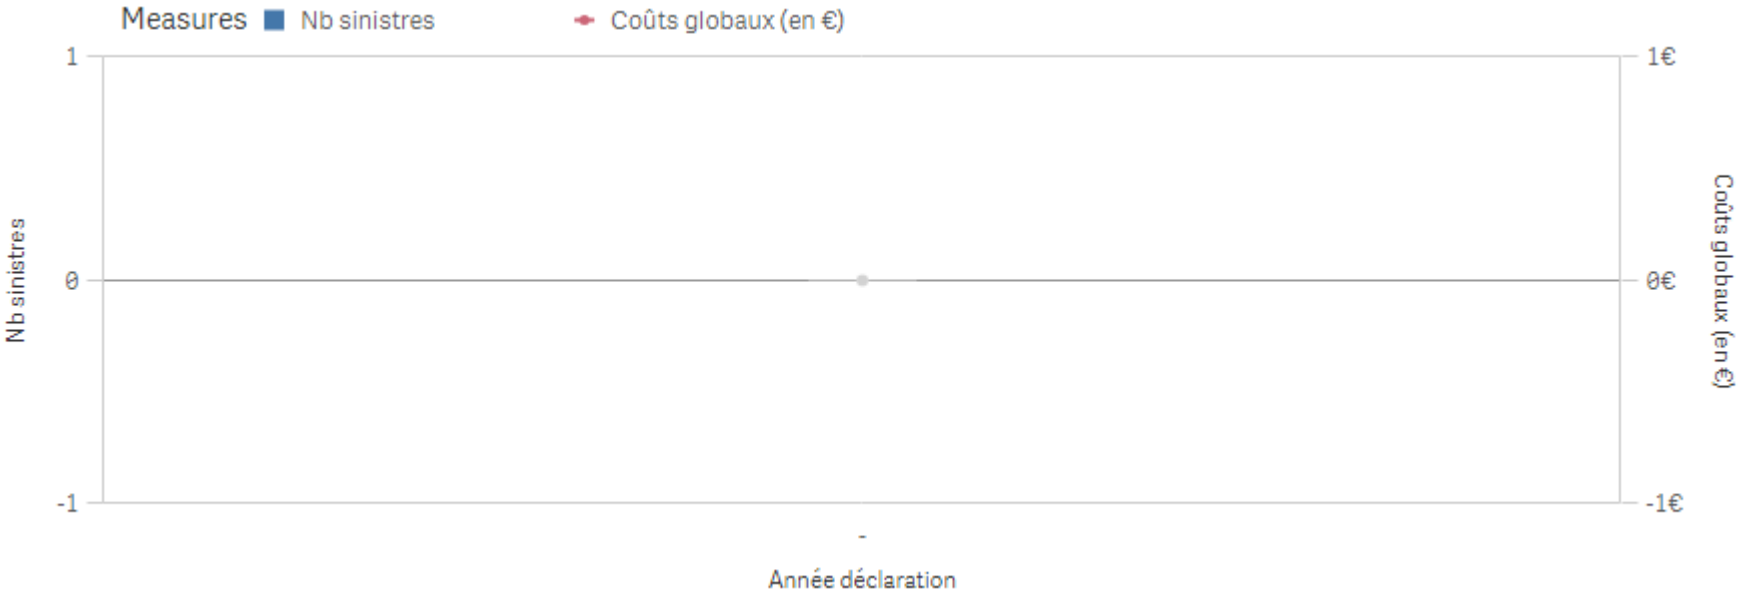 Measures Nb sinistres Coûts globaux (en €)
1 1€
Nb sinistres
0 0€
Coûts globaux (en €)
-1 -1€
-
Année déclaration